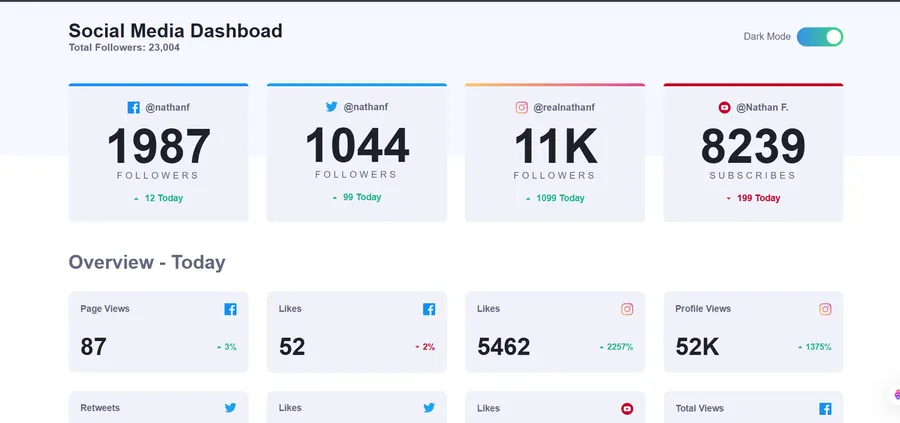 Social Media Dashboad
Total Followers: 23,004
Dark Mode
@nathanf
1987
FOLLOWERS
12 Today
@nathanf
1044
FOLLOWERS
99 Today
@realnathanf
11K
FOLLOWERS
1099 Today
@Nathan F.
8239
SUBSCRIBES
199 Today
Overview - Today
Page Views
87
3%
Likes
52
2%
Likes
5462
2257%
Profile Views
52K
1375%
Retweets
Likes
Likes
Total Views